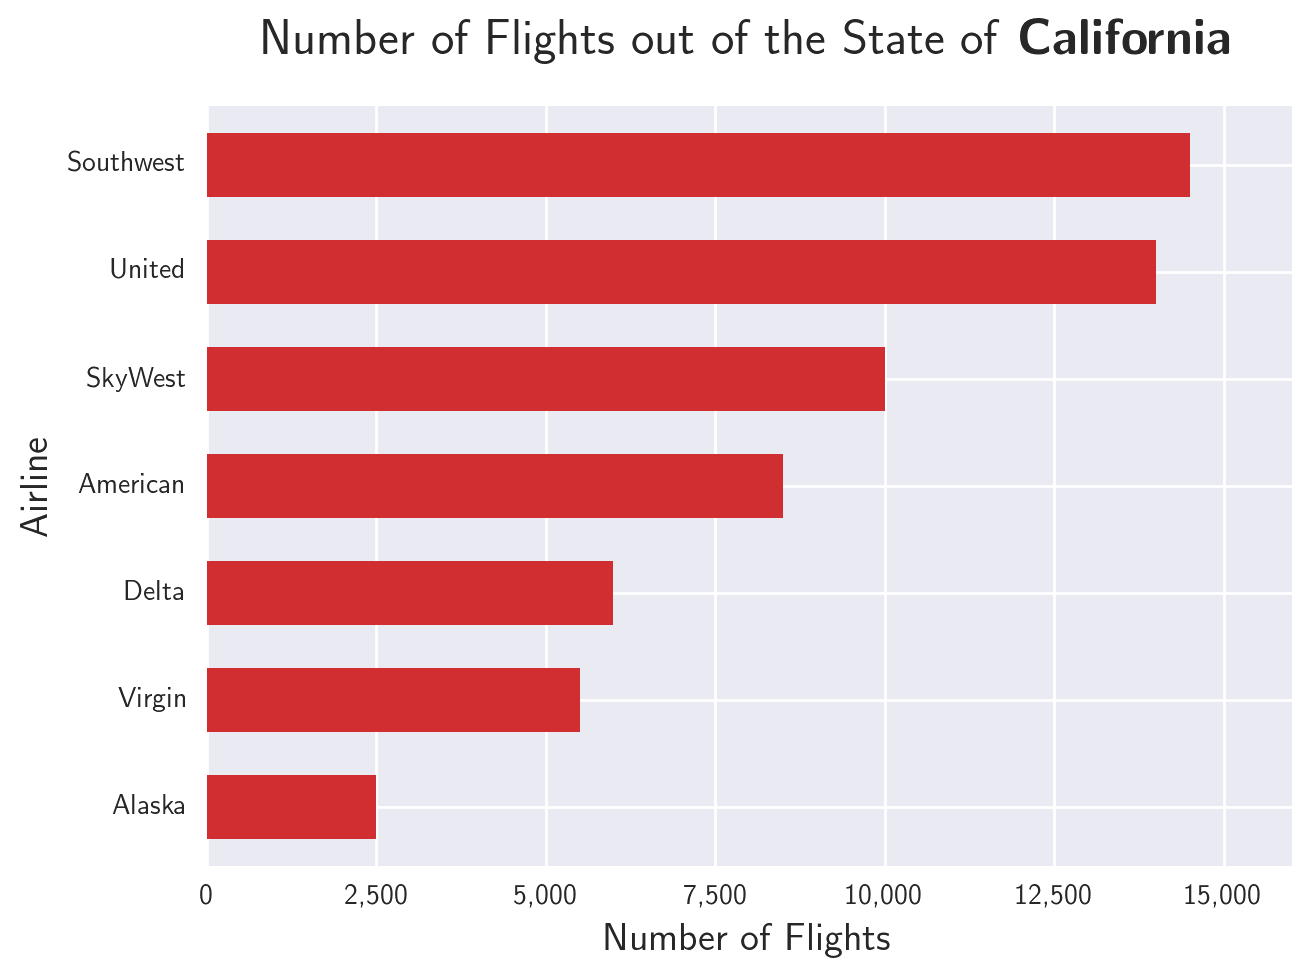 Number of Flights out of the State of California
Southwest
United
SkyWest
American
Delta
Virgin
Alaska
Airline
0 2,500 5,000 7,500 10,000 12,500 15,000
Number of Flights